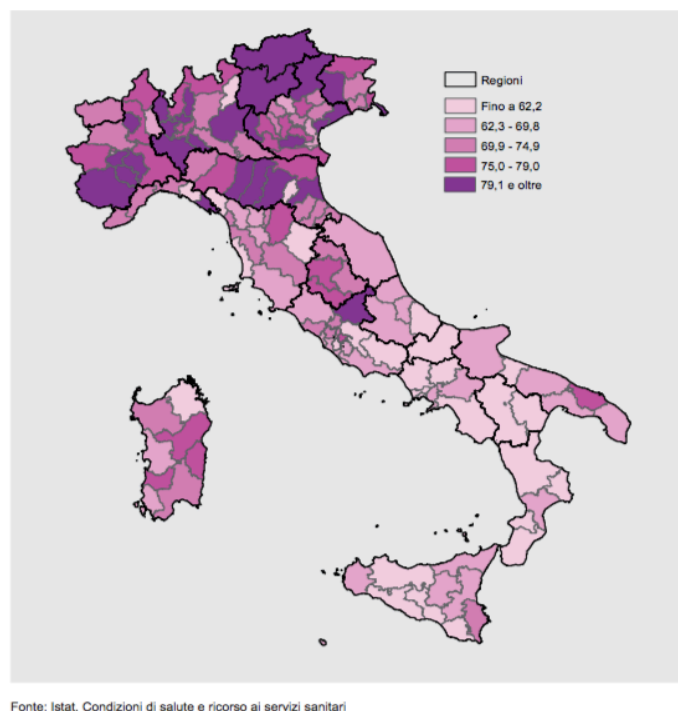 Regioni
Fino a 62,2
62,3 - 69,8
69,9 - 74,9
75,0 - 79,0
79,1 e oltre
Fonte: Istat, Condizioni di salute e ricorso ai servizi sanitari